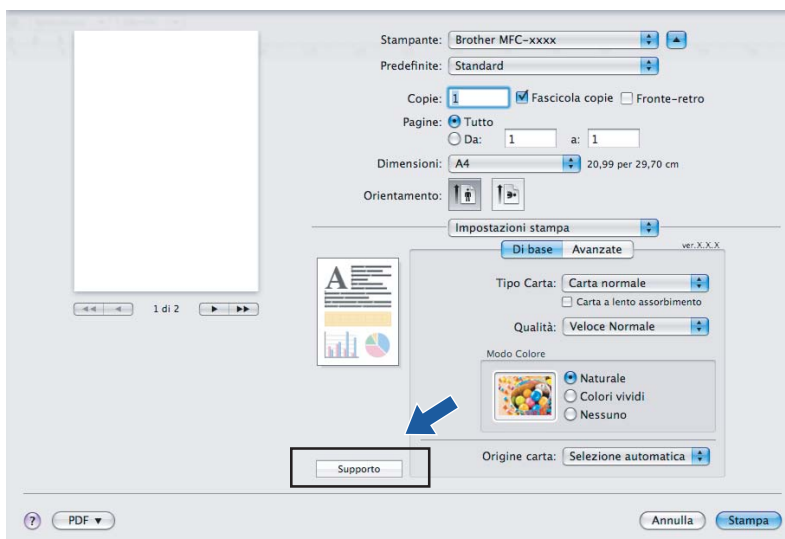 Stampante: Brother MFC-xxxx
Predefinite: Standard
Copie: 1 Fascicola copie Fronte-retro
Pagine: Tutto
Da: 1 a: 1
Dimensioni: A4 20,99 per 29,70 cm
Orientamento:
Impostazioni stampa
Di base Avanzate ver.X.X.X
Tipo Carta: Carta normale
Carta a lento assorbimento
Qualità: Veloce Normale
Modo Colore
Naturale
Colori vividi
Nessuno
Origine carta: Selezione automatica
A
1 di 2
Supporto
? PDF Annulla Stampa